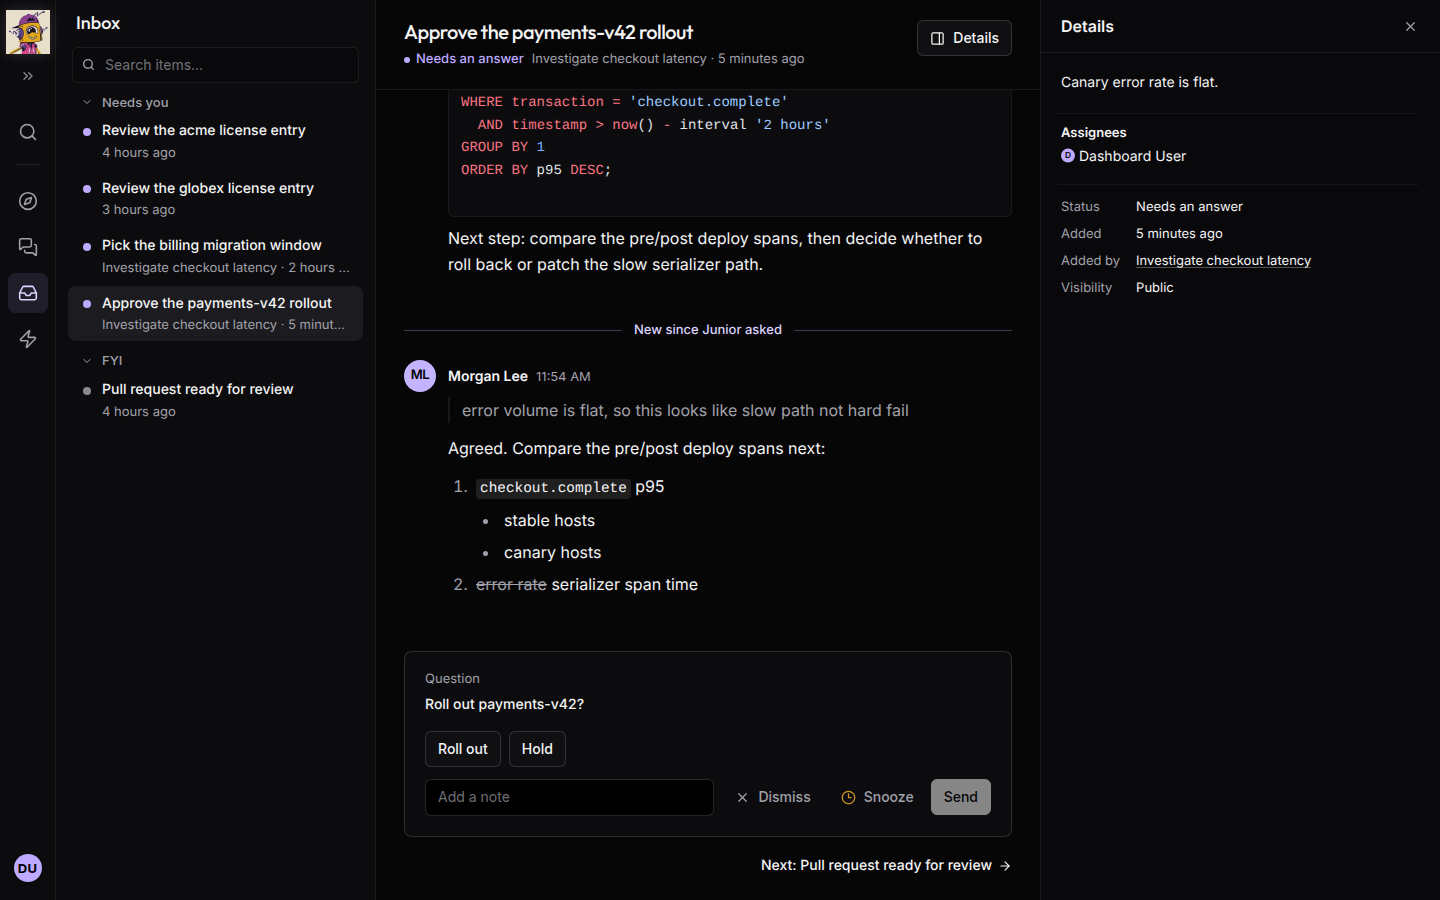 Inbox
Search items...
Needs you
Review the acme license entry
4 hours ago
Review the globex license entry
3 hours ago
Pick the billing migration window
Investigate checkout latency · 2 hours ...
Approve the payments-v42 rollout
Investigate checkout latency · 5 minut...
FYI
Pull request ready for review
4 hours ago
DU
Approve the payments-v42 rollout
Needs an answer Investigate checkout latency · 5 minutes ago
Details
WHERE transaction = 'checkout.complete'
AND timestamp > now() - interval '2 hours'
GROUP BY 1
ORDER BY p95 DESC;
Next step: compare the pre/post deploy spans, then decide whether to
roll back or patch the slow serializer path.
New since Junior asked
ML Morgan Lee 11:54 AM
error volume is flat, so this looks like slow path not hard fail
Agreed. Compare the pre/post deploy spans next:
1. checkout.complete p95
• stable hosts
• canary hosts
2. error rate serializer span time
Question
Roll out payments-v42?
Roll out Hold
Add a note Dismiss Snooze Send
Next: Pull request ready for review →
Details
Canary error rate is flat.
Assignees
D Dashboard User
Status Needs an answer
Added 5 minutes ago
Added by Investigate checkout latency
Visibility Public